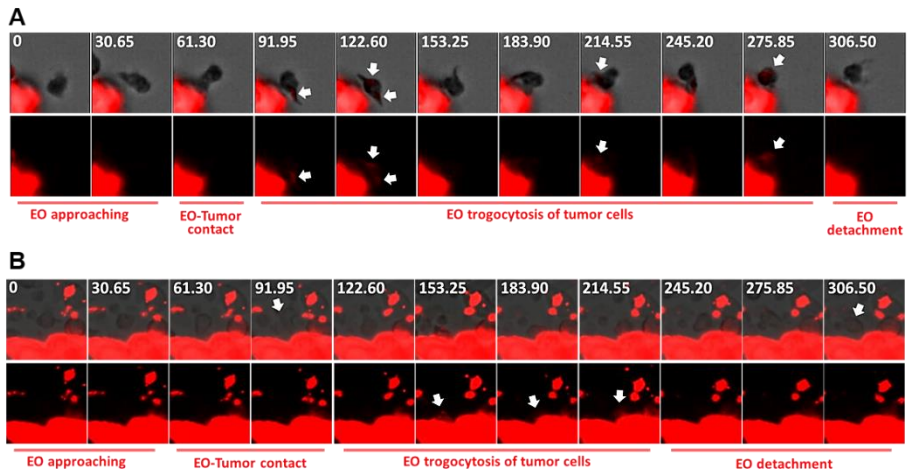 A
0 30.65 61.30 91.95 122.60 153.25 183.90 214.55 245.20 275.85 306.50
EO approaching
EO-Tumor
contact
EO trogocytosis of tumor cells
EO
detachment
B
0 30.65 61.30 91.95 122.60 153.25 183.90 214.55 245.20 275.85 306.50
EO approaching EO-Tumor contact EO trogocytosis of tumor cells EO detachment